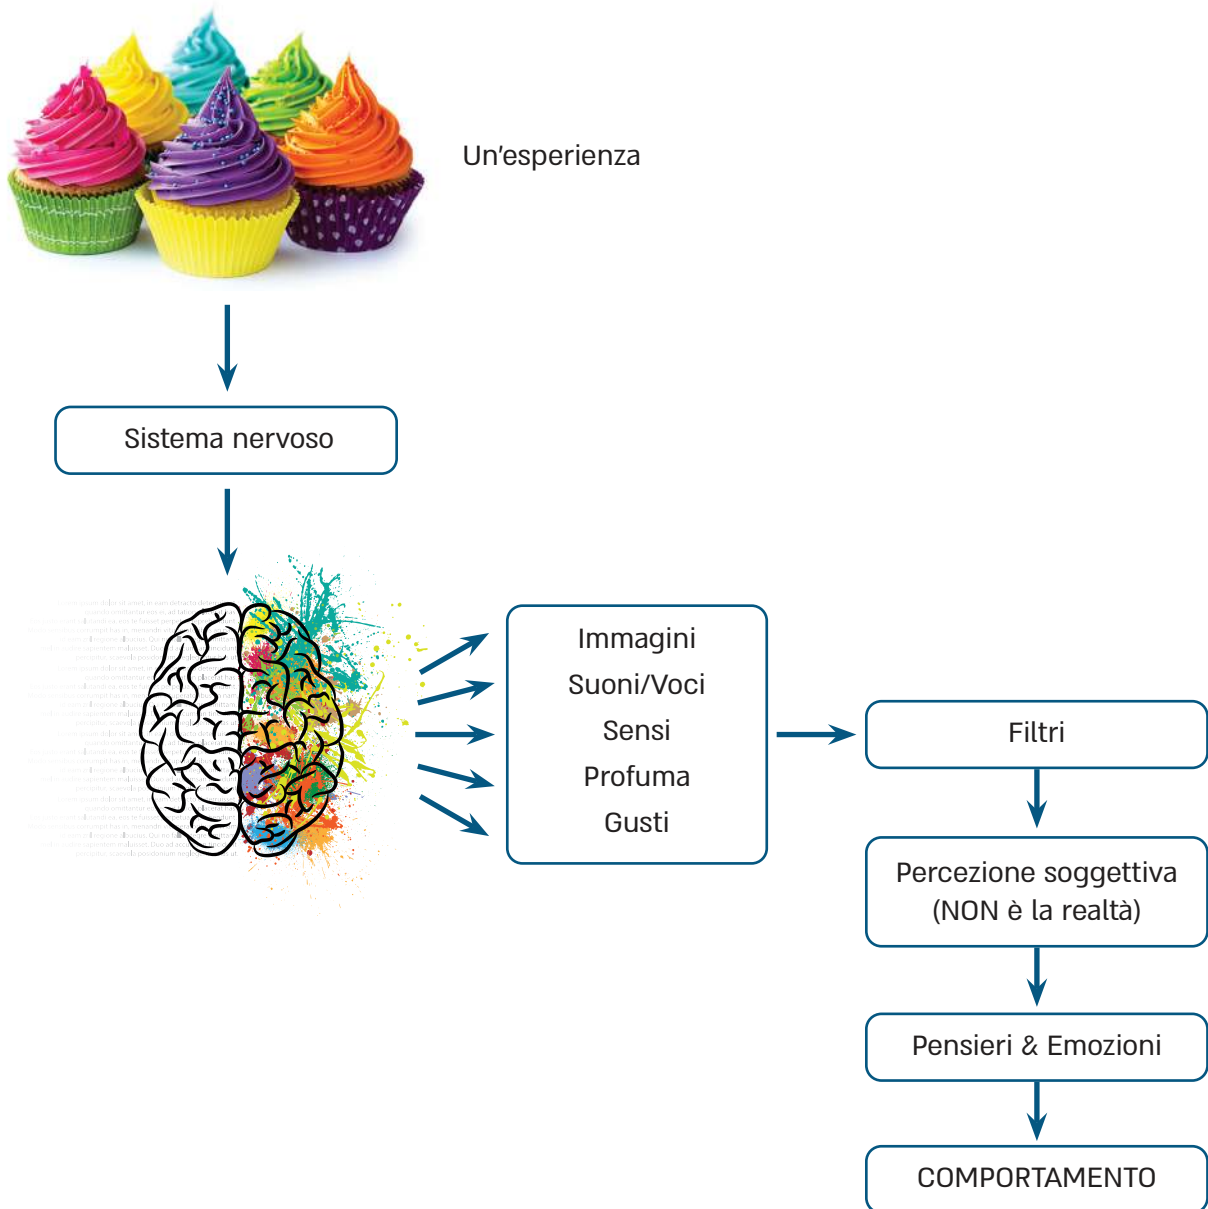 Un'esperienza
Sistema nervoso
Immagini
Suoni/Voci
Sensi
Profuma
Gusti
Filtri
Percezione soggettiva
(NON è la realtà)
Pensieri & Emozioni
COMPORTAMENTO